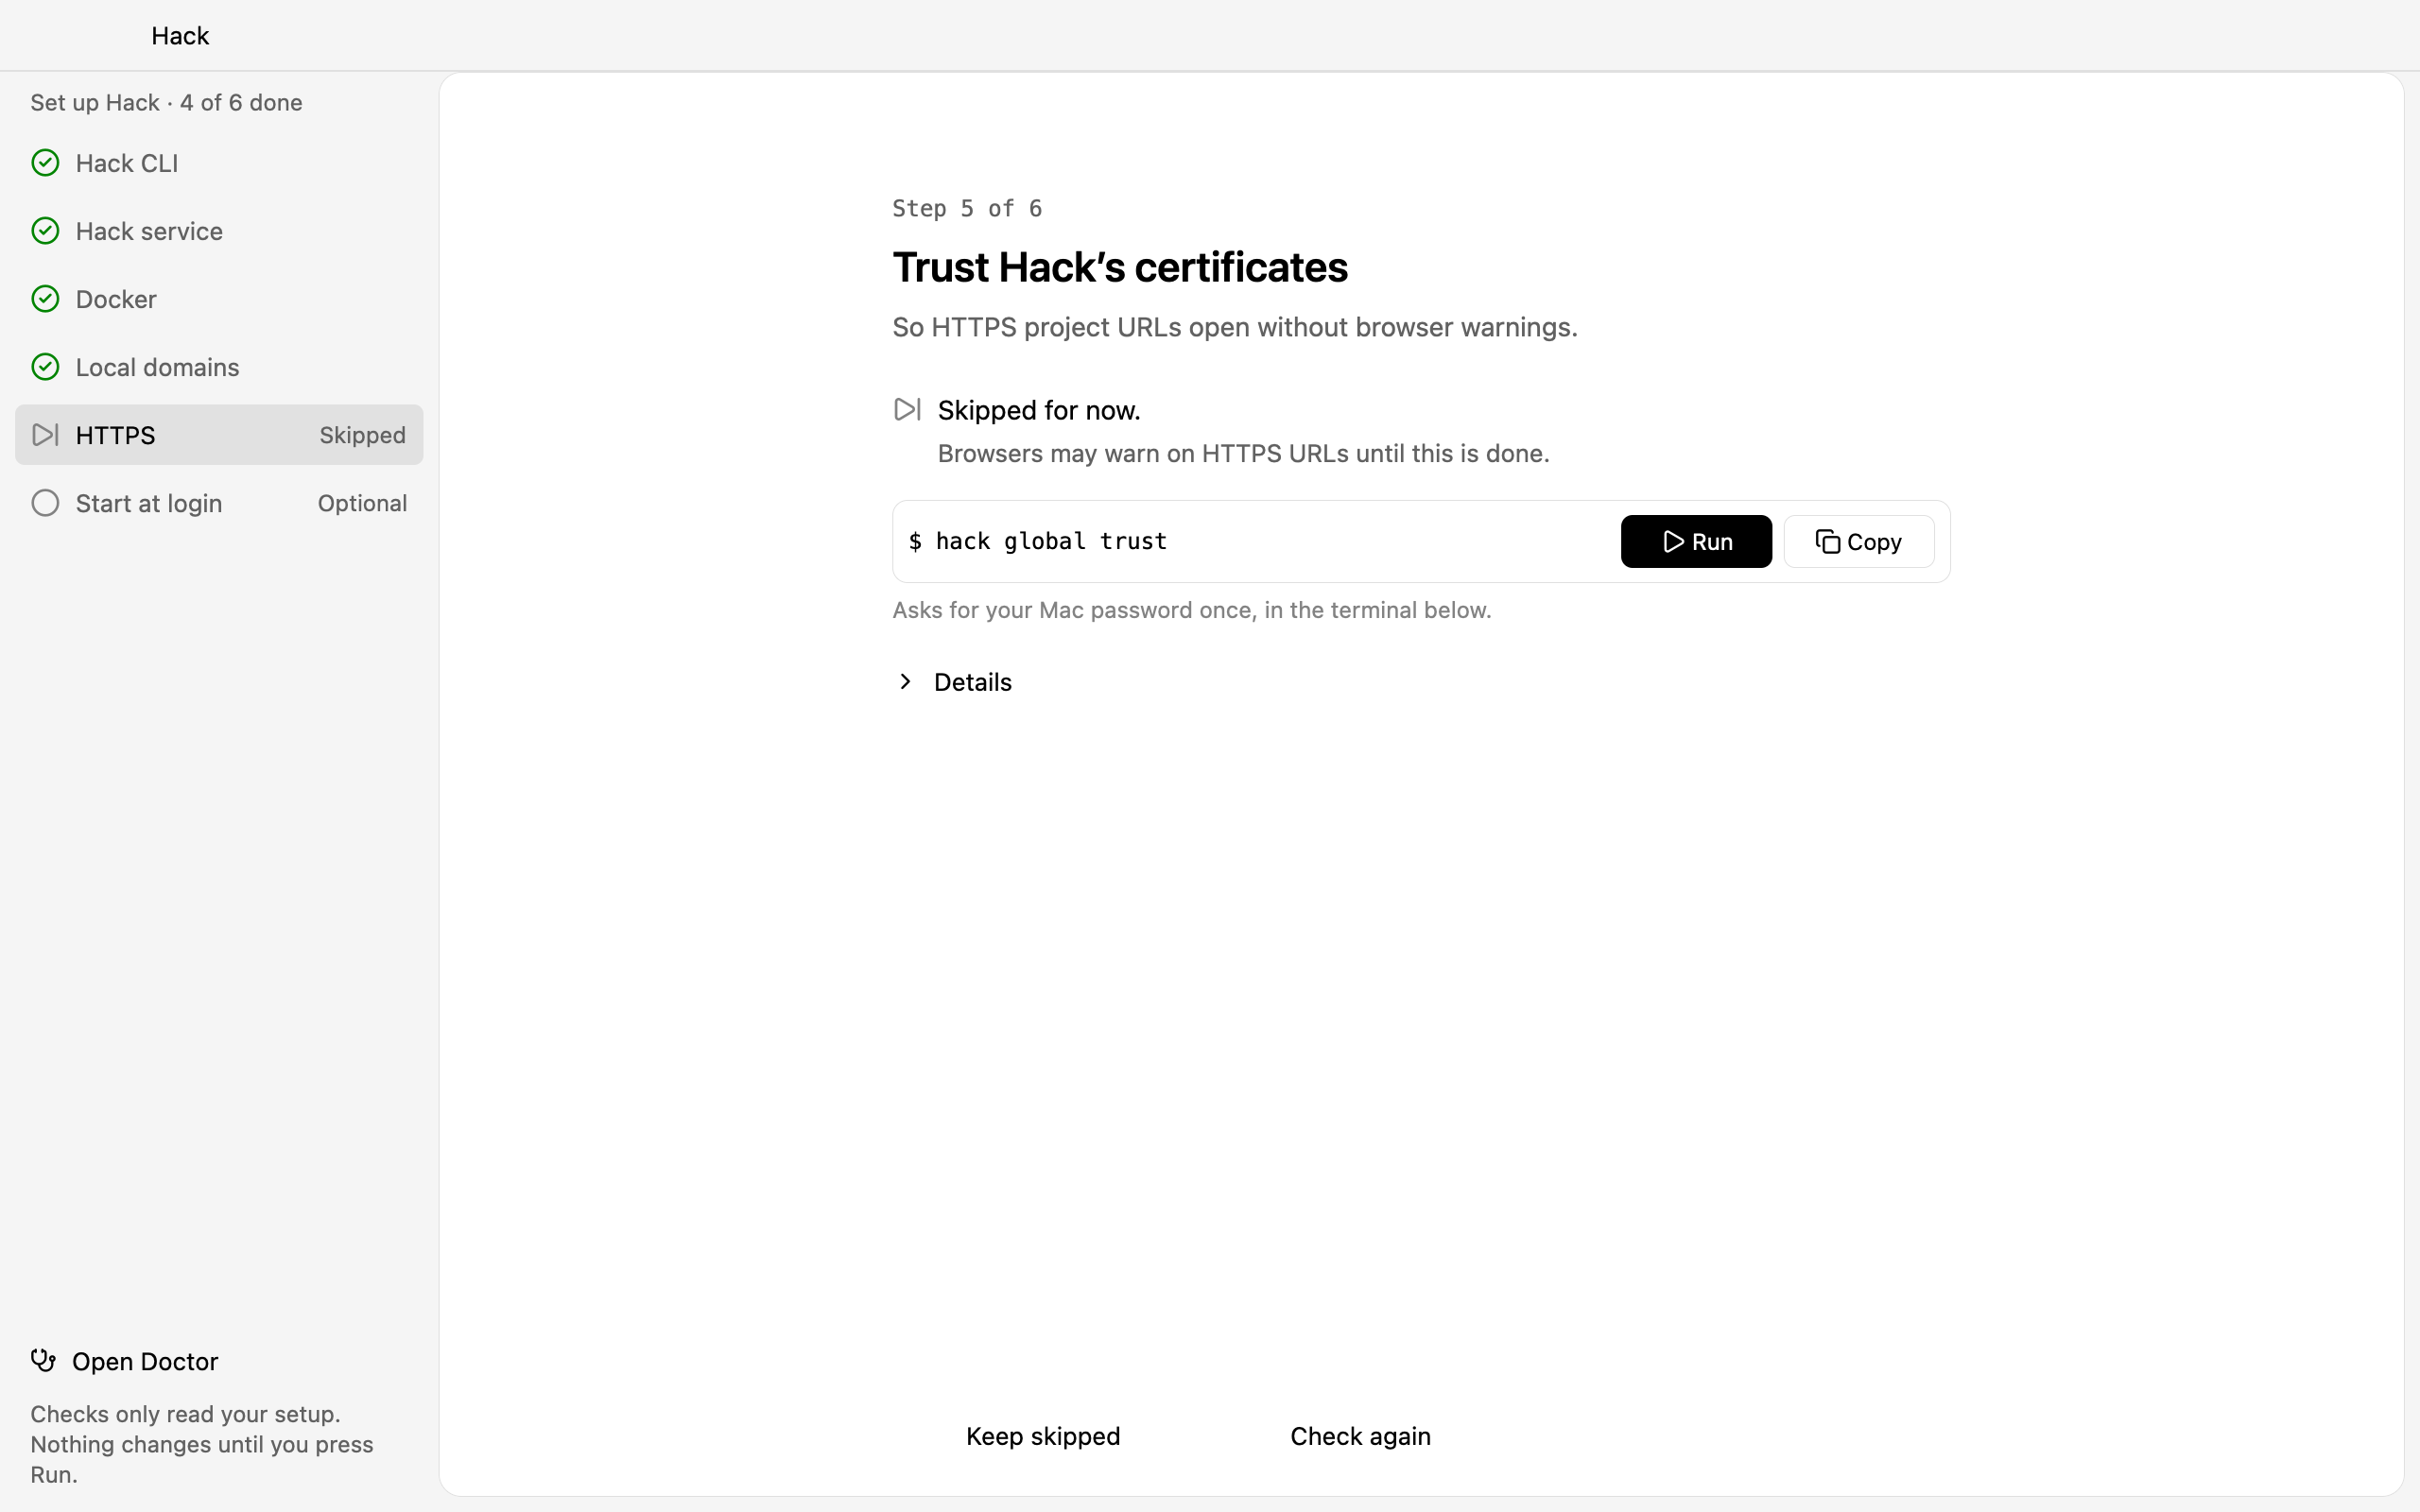 Hack
Set up Hack · 4 of 6 done
Hack CLI
Hack service
Docker
Local domains
HTTPS Skipped
Start at login Optional
Open Doctor
Checks only read your setup.
Nothing changes until you press
Run.
Step 5 of 6
Trust Hack’s certificates
So HTTPS project URLs open without browser warnings.
Skipped for now.
Browsers may warn on HTTPS URLs until this is done.
$ hack global trust Run Copy
Asks for your Mac password once, in the terminal below.
Details
Keep skipped Check again